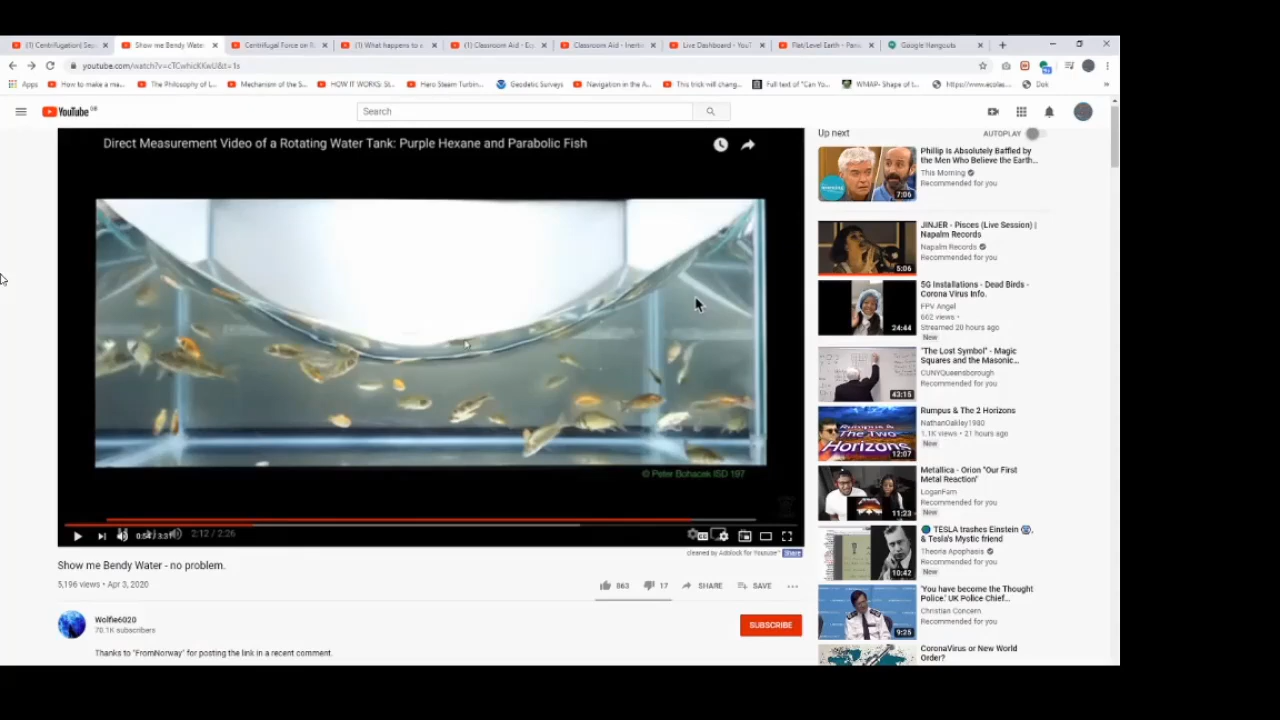 (1) Centrifugation| Sep
Show me Bendy Water
Centrifugal Force on R
(1) What happens to a
(1) Classroom Aid - Eq
Classroom Aid - Inertia
Live Dashboard - YouT
Flat/Level Earth - Pana
Google Hangouts
youtube.com/watch?v=cTCwhicKKwU&t=1s
Apps
How to make a ma...
The Philosophy of L...
Mechanism of the S...
HOW IT WORKS: St...
Hero Steam Turbin...
Geodetic Surveys
Navigation in the A...
This trick will chang...
Full text of "Can Yo...
WMAP- Shape of t...
https://www.ecolas...
Dok
YouTube GB
Search
Direct Measurement Video of a Rotating Water Tank: Purple Hexane and Parabolic Fish
© Peter Bohacek ISD 197
2:12 / 2:26
cleaned by Adblock for Youtube™
Share
Show me Bendy Water - no problem.
5,196 views • Apr 3, 2020
863
17
SHARE
SAVE
Wolfie6020
78.1K subscribers
SUBSCRIBE
Thanks to "FromNorway" for posting the link in a recent comment.
Up next
AUTOPLAY
Phillip Is Absolutely Baffled by
the Men Who Believe the Earth...
This Morning
Recommended for you
7:06
JINJER - Pisces (Live Session) |
Napalm Records
Napalm Records
Recommended for you
5:06
5G Installations - Dead Birds -
Corona Virus Info.
FPV Angel
662 views •
Streamed 20 hours ago
New
24:44
"The Lost Symbol" - Magic
Squares and the Masonic...
CUNYQueensborough
Recommended for you
43:15
Rumpus & The 2 Horizons
NathanOakley1980
1.1K views • 21 hours ago
New
Rumpus &
The Two
Horizons
12:07
Metallica - Orion "Our First
Metal Reaction"
LoganFam
Recommended for you
New
11:23
TESLA trashes Einstein
& Tesla's Mystic friend
Theoria Apophasis
Recommended for you
New
10:42
'You have become the Thought
Police.' UK Police Chief...
Christian Concern
Recommended for you
9:25
CoronaVirus or New World
Order?